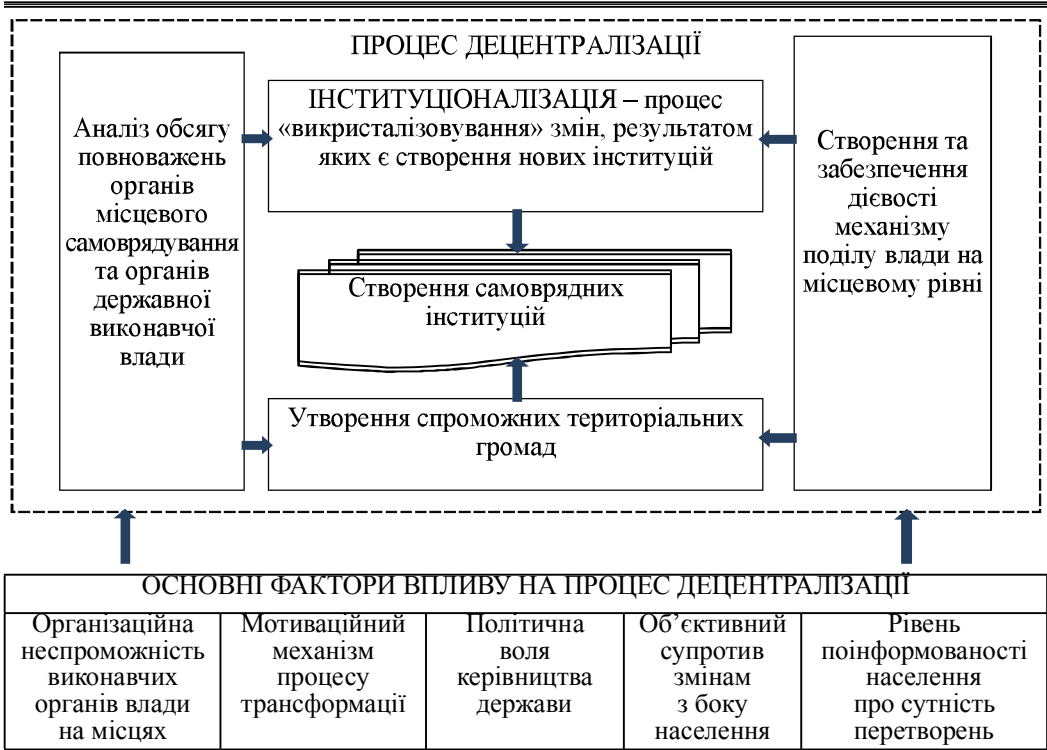 ПРОЦЕС ДЕЦЕНТРАЛІЗАЦІЇ
Аналіз обсягу
повноважень
органів
місцевого
самоврядування
та органів
державної
виконавчої
влади
ІНСТИТУЦІОНАЛІЗАЦІЯ – процес
«викристалізовування» змін, результатом
яких є створення нових інституцій
Створення самоврядних
інституцій
Утворення спроможних територіальних
громад
Створення та
забезпечення
дієвості
механізму
поділу влади на
місцевому рівні
ОСНОВНІ ФАКТОРИ ВПЛИВУ НА ПРОЦЕС ДЕЦЕНТРАЛІЗАЦІЇ
Організаційна
неспроможність
виконавчих
органів влади
на місцях
Мотиваційний
механізм
процесу
трансформації
Політична
воля
керівництва
держави
Об’єктивний
супротив
змінам
з боку
населення
Рівень
поінформованості
населення
про сутність
перетворень